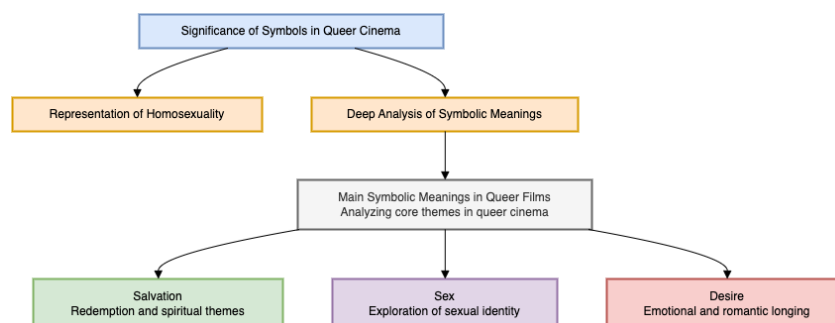 Significance of Symbols in Queer Cinema
Representation of Homosexuality
Deep Analysis of Symbolic Meanings
Main Symbolic Meanings in Queer Films
Analyzing core themes in queer cinema
Salvation
Redemption and spiritual themes
Sex
Exploration of sexual identity
Desire
Emotional and romantic longing